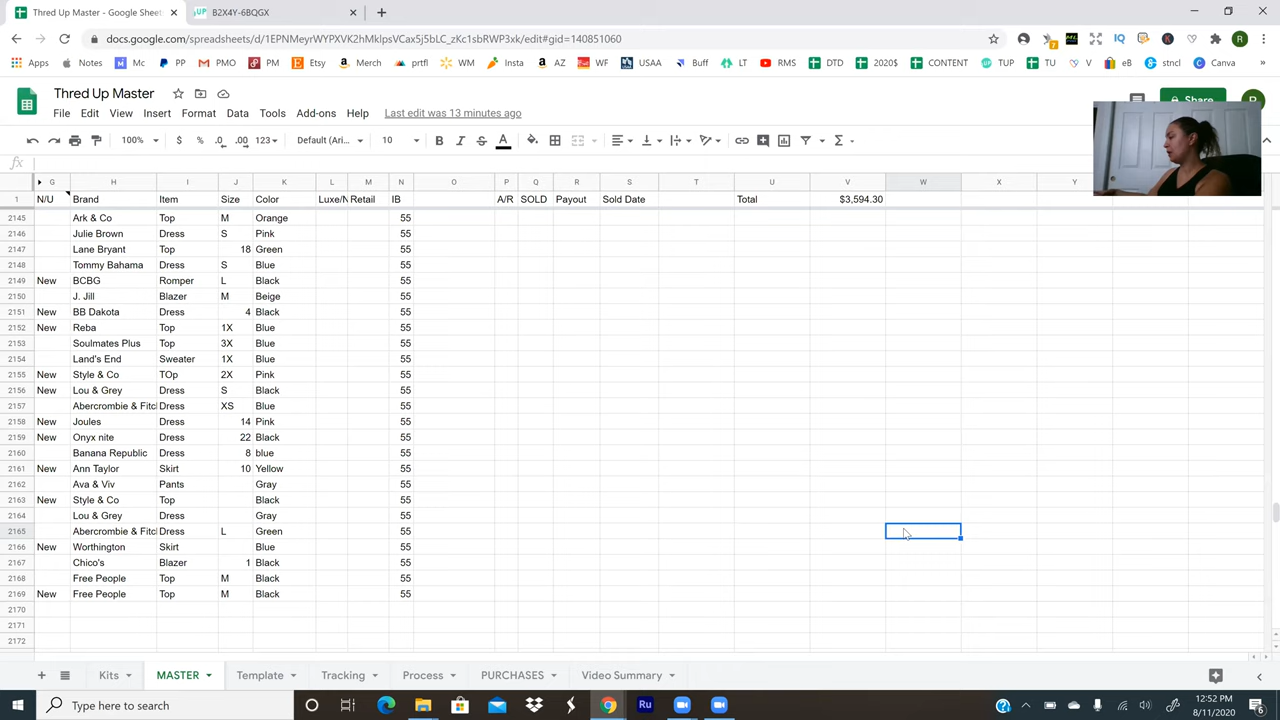 Thred Up Master - Google Sheet
B2X4Y-6BQGX
docs.google.com/spreadsheets/d/1EPNMeyrWYPXVK2hMklpsVCax5j5bLC_zKc1sbRWP3xk/edit#gid=140851060
Apps Notes Mc PP PMO PM Etsy Merch prtfl WM Insta AZ WF USAA Buff LT RMS DTD 2020$ CONTENT TUP TU V eB stncl Canva
Thred Up Master
File Edit View Insert Format Data Tools Add-ons Help Last edit was 13 minutes ago
Share
100% $ % .0 .00 123 Default (Ari... 10 B I S A
fx
G H I J K L M N O P Q R S T U V W X Y
1 N/U Brand Item Size Color Luxe/N Retail IB A/R SOLD Payout Sold Date Total $3,594.30
2145 Ark & Co Top M Orange 55
2146 Julie Brown Dress S Pink 55
2147 Lane Bryant Top 18 Green 55
2148 Tommy Bahama Dress S Blue 55
2149 New BCBG Romper L Black 55
2150 J. Jill Blazer M Beige 55
2151 New BB Dakota Dress 4 Black 55
2152 New Reba Top 1X Blue 55
2153 Soulmates Plus Top 3X Blue 55
2154 Land's End Sweater 1X Blue 55
2155 New Style & Co TOp 2X Pink 55
2156 New Lou & Grey Dress S Black 55
2157 Abercrombie & Fitc Dress XS Blue 55
2158 New Joules Dress 14 Pink 55
2159 New Onyx nite Dress 22 Black 55
2160 Banana Republic Dress 8 blue 55
2161 New Ann Taylor Skirt 10 Yellow 55
2162 Ava & Viv Pants Gray 55
2163 New Style & Co Top Black 55
2164 Lou & Grey Dress Gray 55
2165 Abercrombie & Fitc Dress L Green 55
2166 New Worthington Skirt Blue 55
2167 Chico's Blazer 1 Black 55
2168 Free People Top M Black 55
2169 New Free People Top M Black 55
2170
2171
2172
Kits MASTER Template Tracking Process PURCHASES Video Summary
Type here to search
Ru
12:52 PM
8/11/2020
6